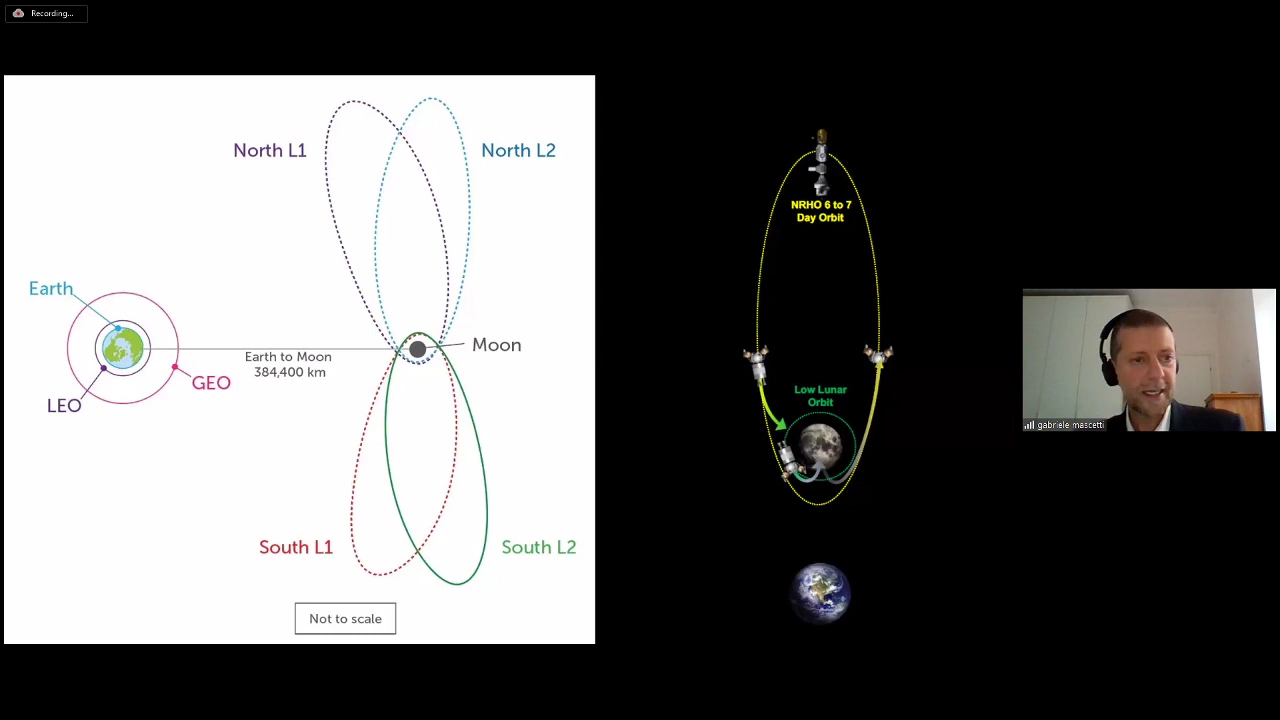 Recording...
North L1
North L2
Earth
Earth to Moon
384,400 km
Moon
GEO
LEO
South L1
South L2
Not to scale
NRHO 6 to 7
Day Orbit
Low Lunar
Orbit
gabriele mascetti